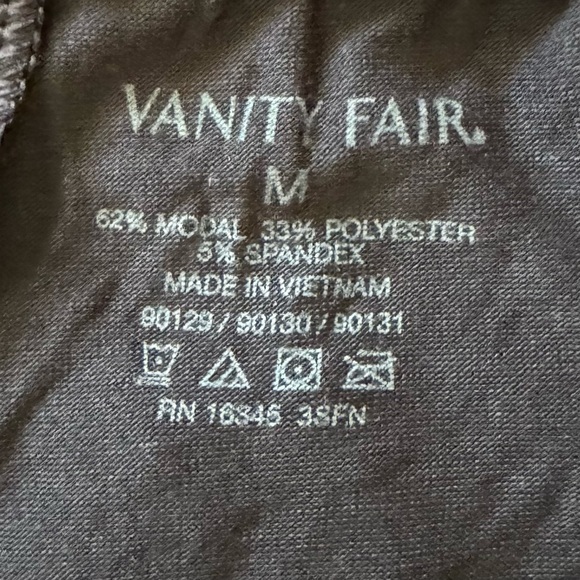 VANITY FAIR.
M
62% MODAL 33% POLYESTER
5% SPANDEX
MADE IN VIETNAM
90129 / 90130 / 90131
RN 16346 3SFN